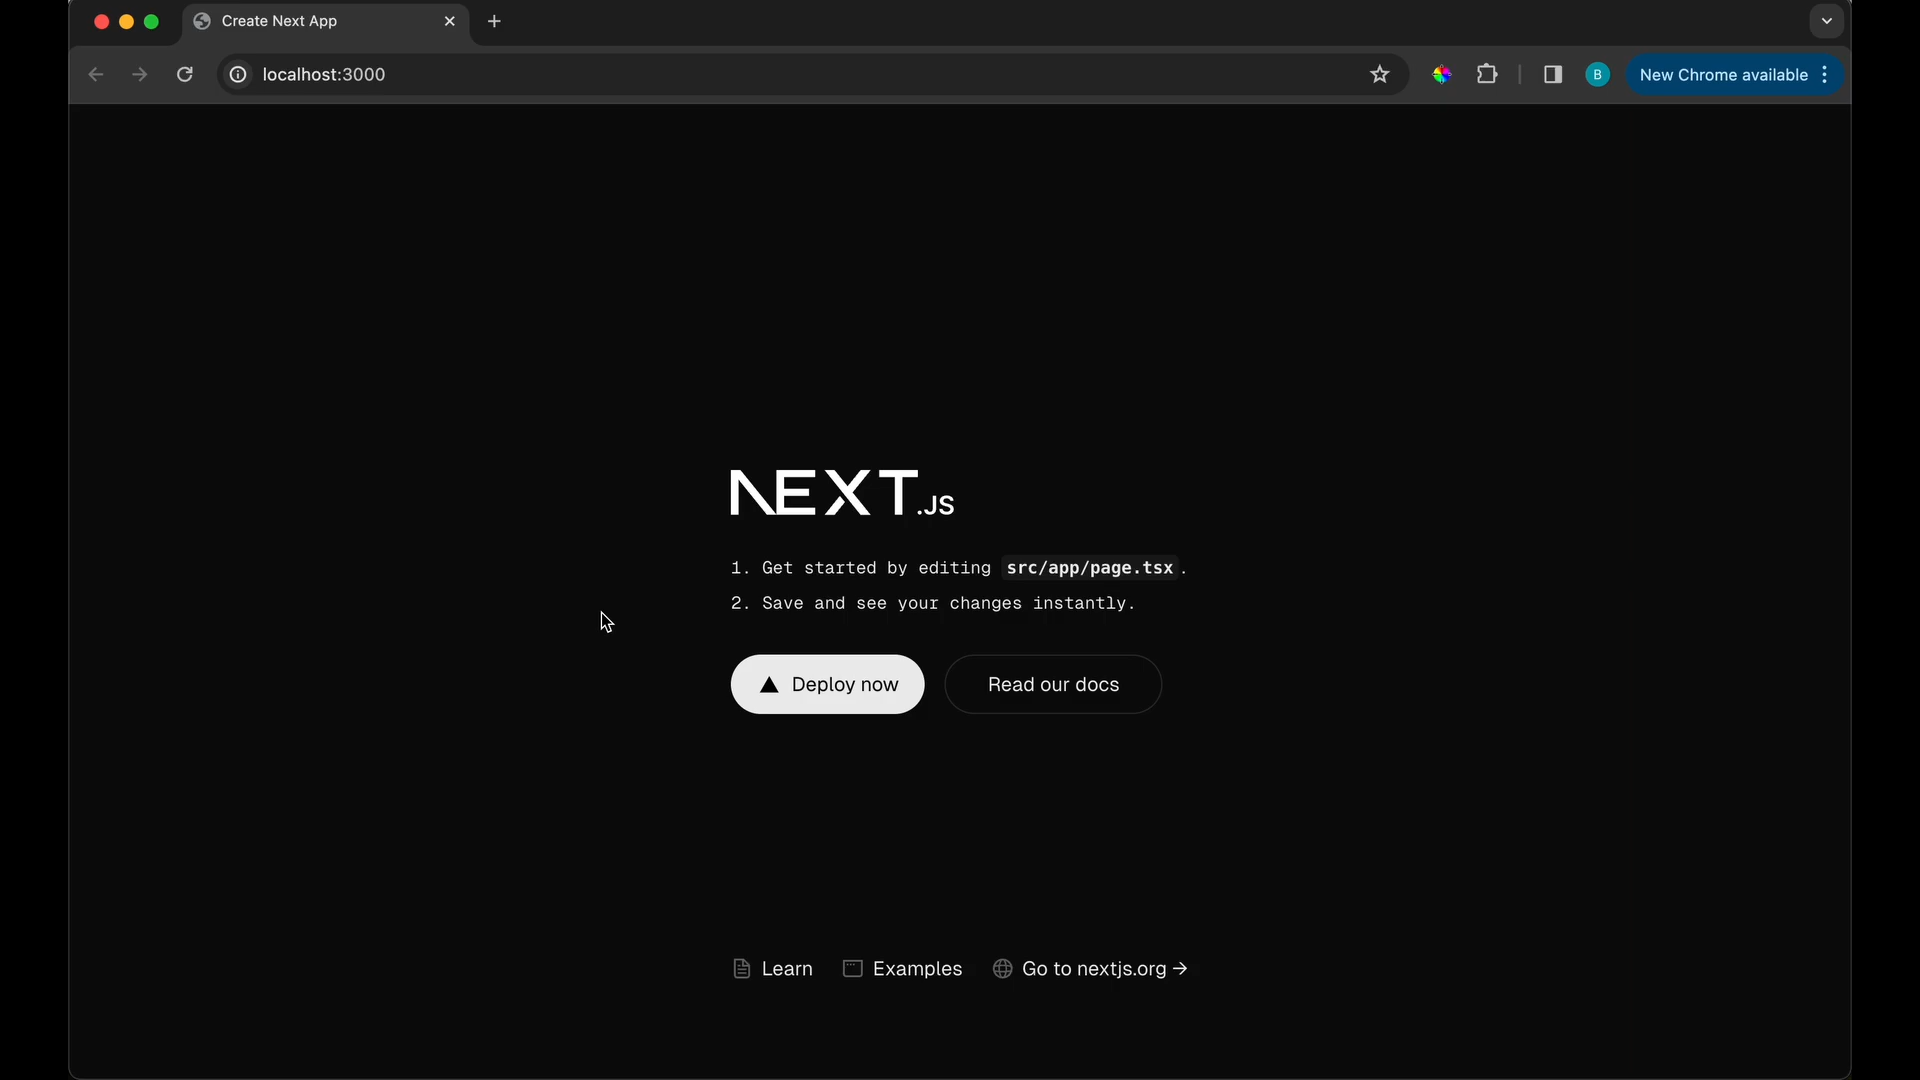 Create Next App
localhost:3000
B
New Chrome available
NEXT.JS
1. Get started by editing src/app/page.tsx.
2. Save and see your changes instantly.
Deploy now
Read our docs
Learn
Examples
Go to nextjs.org →